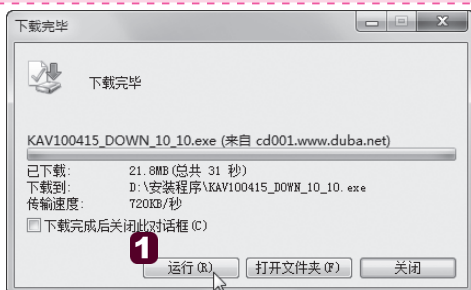 下载完毕
下载完毕
KAV100415_DOWN_10_10.exe (来自 cd001.www.duba.net)
已下载: 21.8MB(总共 31 秒)
下载到: D:\安装程序\KAV100415_DOWN_10_10.exe
传输速度: 720KB/秒
下载完成后关闭此对话框(C)
1
运行(R) 打开文件夹(F) 关闭